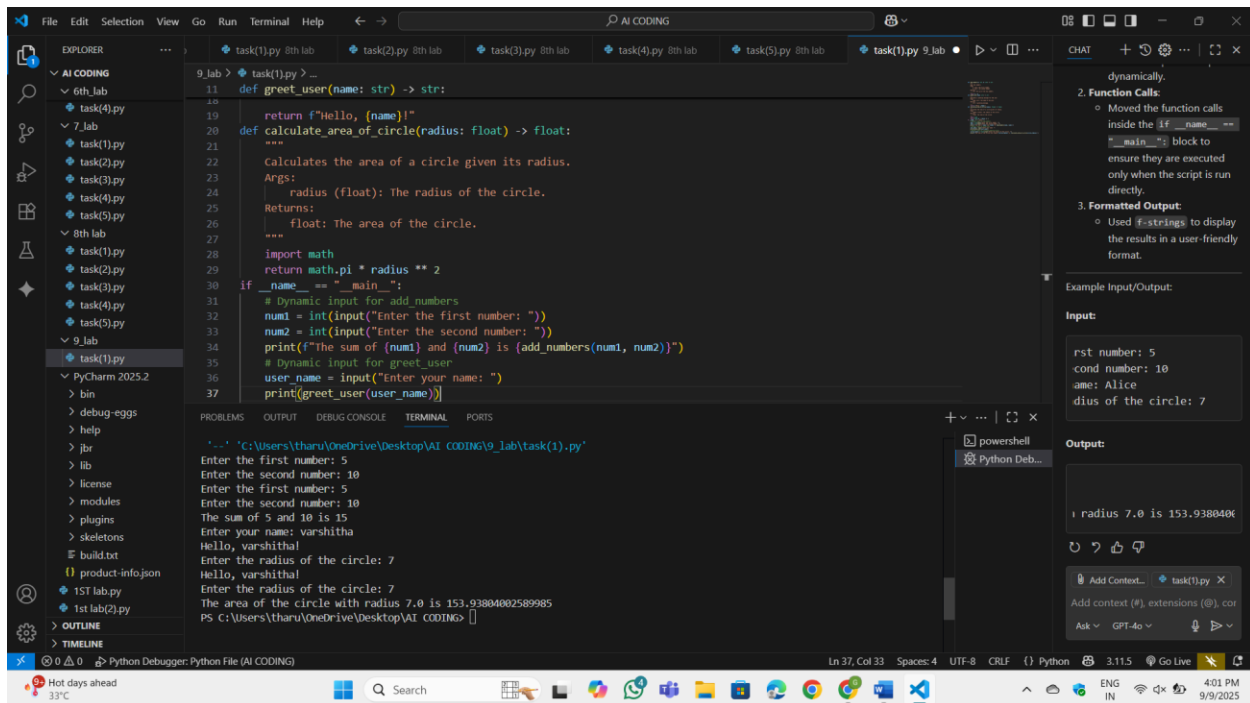 File Edit Selection View Go Run Terminal Help
AI CODING
EXPLORER
task(1).py 8th lab
task(2).py 8th lab
task(3).py 8th lab
task(4).py 8th lab
task(5).py 8th lab
task(1).py 9_lab
AI CODING
6th_lab
task(4).py
7_lab
task(1).py
task(2).py
task(3).py
task(4).py
task(5).py
8th lab
task(1).py
task(2).py
task(3).py
task(4).py
task(5).py
9_lab
task(1).py
PyCharm 2025.2
bin
debug-eggs
help
jbr
lib
license
modules
plugins
skeletons
build.txt
product-info.json
1ST lab.py
1st lab(2).py
OUTLINE
TIMELINE
9_lab > task(1).py > ...
11 def greet_user(name: str) -> str:
18
19 return f"Hello, {name}!"
20 def calculate_area_of_circle(radius: float) -> float:
21 """
22 Calculates the area of a circle given its radius.
23 Args:
24 radius (float): The radius of the circle.
25 Returns:
26 float: The area of the circle.
27 """
28 import math
29 return math.pi * radius ** 2
30 if __name__ == "__main__":
31 # Dynamic input for add_numbers
32 num1 = int(input("Enter the first number: "))
33 num2 = int(input("Enter the second number: "))
34 print(f"The sum of {num1} and {num2} is {add_numbers(num1, num2)}")
35 # Dynamic input for greet_user
36 user_name = input("Enter your name: ")
37 print(greet_user(user_name))
PROBLEMS OUTPUT DEBUG CONSOLE TERMINAL PORTS
'--' 'C:\Users\tharu\OneDrive\Desktop\AI CODING\9_lab\task(1).py'
Enter the first number: 5
Enter the second number: 10
Enter the first number: 5
Enter the second number: 10
The sum of 5 and 10 is 15
Enter your name: varshitha
Hello, varshitha!
Enter the radius of the circle: 7
Hello, varshitha!
Enter the radius of the circle: 7
The area of the circle with radius 7.0 is 153.93804002589985
PS C:\Users\tharu\OneDrive\Desktop\AI CODING>
powershell
Python Deb...
CHAT
dynamically.
2. Function Calls:
Moved the function calls
inside the if __name__ ==
"__main__": block to
ensure they are executed
only when the script is run
directly.
3. Formatted Output:
Used f-strings to display
the results in a user-friendly
format.
Example Input/Output:
Input:
rst number: 5
cond number: 10
ame: Alice
dius of the circle: 7
Output:
radius 7.0 is 153.938040
Add Context... task(1).py
Add context (#), extensions (@), cor
Ask GPT-4o
0 0 Python Debugger: Python File (AI CODING)
Ln 37, Col 33 Spaces: 4 UTF-8 CRLF {} Python 3.11.5 Go Live
9+
Hot days ahead
33°C
Search
ENG
IN
4:01 PM
9/9/2025